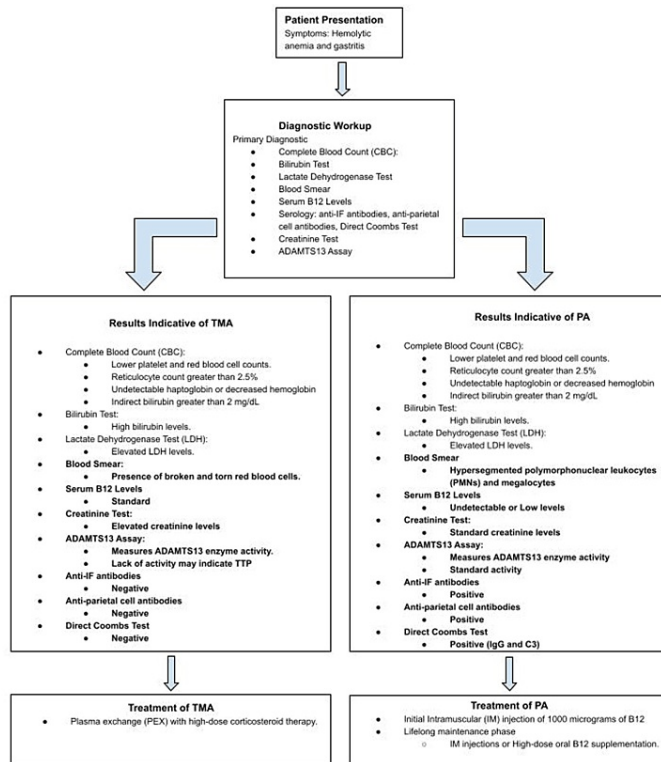 Patient Presentation
Symptoms: Hemolytic
anemia and gastritis
Diagnostic Workup
Primary Diagnostic
● Complete Blood Count (CBC):
● Bilirubin Test
● Lactate Dehydrogenase Test
● Blood Smear
● Serum B12 Levels
● Serology: anti-IF antibodies, anti-parietal
cell antibodies, Direct Coombs Test
● Creatinine Test
● ADAMTS13 Assay
Results Indicative of TMA
● Complete Blood Count (CBC):
● Lower platelet and red blood cell counts.
● Reticulocyte count greater than 2.5%
● Undetectable haptoglobin or decreased hemoglobin
● Indirect bilirubin greater than 2 mg/dL
● Bilirubin Test:
● High bilirubin levels.
● Lactate Dehydrogenase Test (LDH):
● Elevated LDH levels.
● Blood Smear:
● Presence of broken and torn red blood cells.
● Serum B12 Levels
● Standard
● Creatinine Test:
● Elevated creatinine levels
● ADAMTS13 Assay:
● Measures ADAMTS13 enzyme activity.
● Lack of activity may indicate TTP
● Anti-IF antibodies
● Negative
● Anti-parietal cell antibodies
● Negative
● Direct Coombs Test
● Negative
Results Indicative of PA
● Complete Blood Count (CBC):
● Lower platelet and red blood cell counts.
● Reticulocyte count greater than 2.5%
● Undetectable haptoglobin or decreased hemoglobin
● Indirect bilirubin greater than 2 mg/dL
● Bilirubin Test:
● High bilirubin levels.
● Lactate Dehydrogenase Test (LDH):
● Elevated LDH levels.
● Blood Smear
● Hypersegmented polymorphonuclear leukocytes
(PMNs) and megalocytes
● Serum B12 Levels
● Undetectable or Low levels
● Creatinine Test:
● Standard creatinine levels
● ADAMTS13 Assay:
● Measures ADAMTS13 enzyme activity
● Standard activity
● Anti-IF antibodies
● Positive
● Anti-parietal cell antibodies
● Positive
● Direct Coombs Test
● Positive (IgG and C3)
Treatment of TMA
● Plasma exchange (PEX) with high-dose corticosteroid therapy.
Treatment of PA
● Initial Intramuscular (IM) injection of 1000 micrograms of B12
● Lifelong maintenance phase
○ IM injections or High-dose oral B12 supplementation.